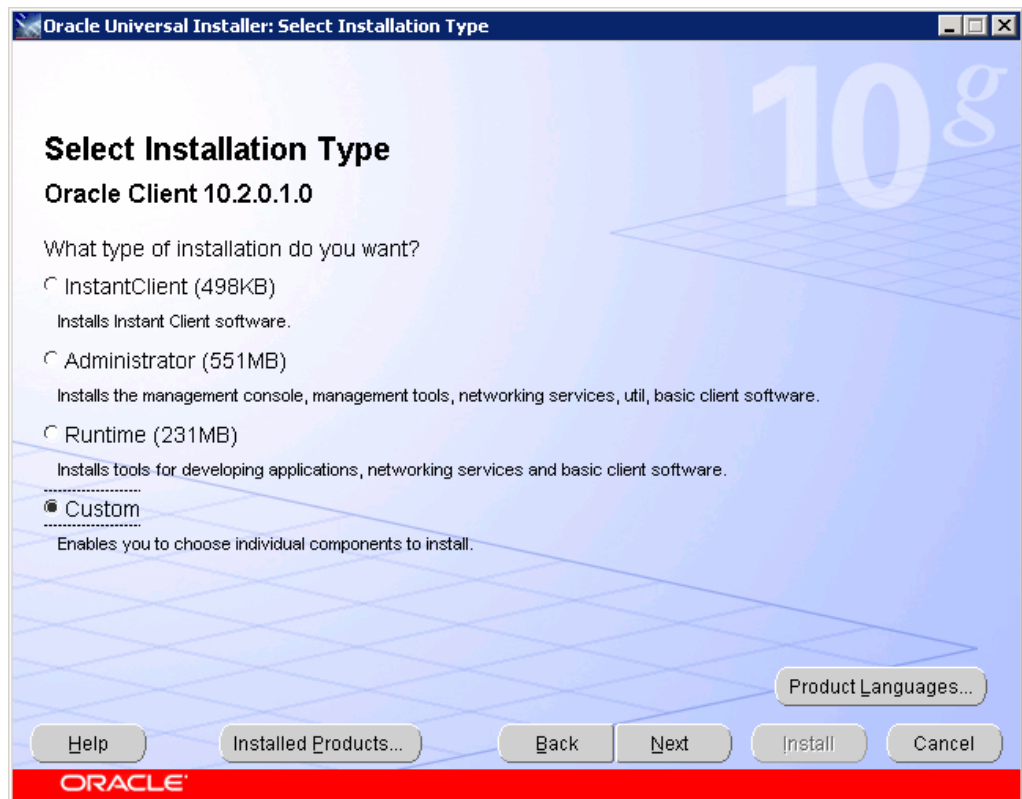 Oracle Universal Installer: Select Installation Type
10g
Select Installation Type
Oracle Client 10.2.0.1.0
What type of installation do you want?
InstantClient (498KB)
Installs Instant Client software.
Administrator (551MB)
Installs the management console, management tools, networking services, util, basic client software.
Runtime (231MB)
Installs tools for developing applications, networking services and basic client software.
Custom
Enables you to choose individual components to install.
Product Languages...
Help Installed Products... Back Next Install Cancel
ORACLE